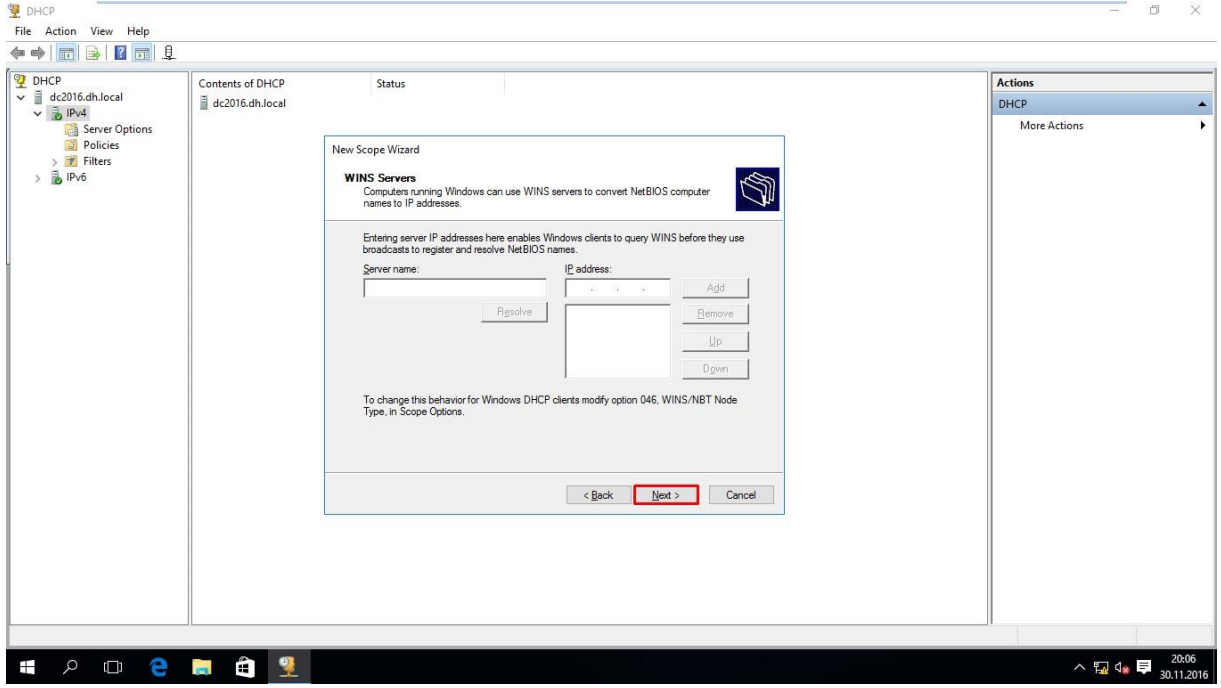 DHCP
File Action View Help
DHCP
dc2016.dh.local
IPv4
Server Options
Policies
Filters
IPv6
Contents of DHCP Status
dc2016.dh.local
New Scope Wizard
WINS Servers
Computers running Windows can use WINS servers to convert NetBIOS computer
names to IP addresses.
Entering server IP addresses here enables Windows clients to query WINS before they use
broadcasts to register and resolve NetBIOS names.
Server name: IP address:
Add
Resolve Remove
Up
Down
To change this behavior for Windows DHCP clients modify option 046, WINS/NBT Node
Type, in Scope Options.
< Back Next > Cancel
Actions
DHCP
More Actions
20:06
30.11.2016